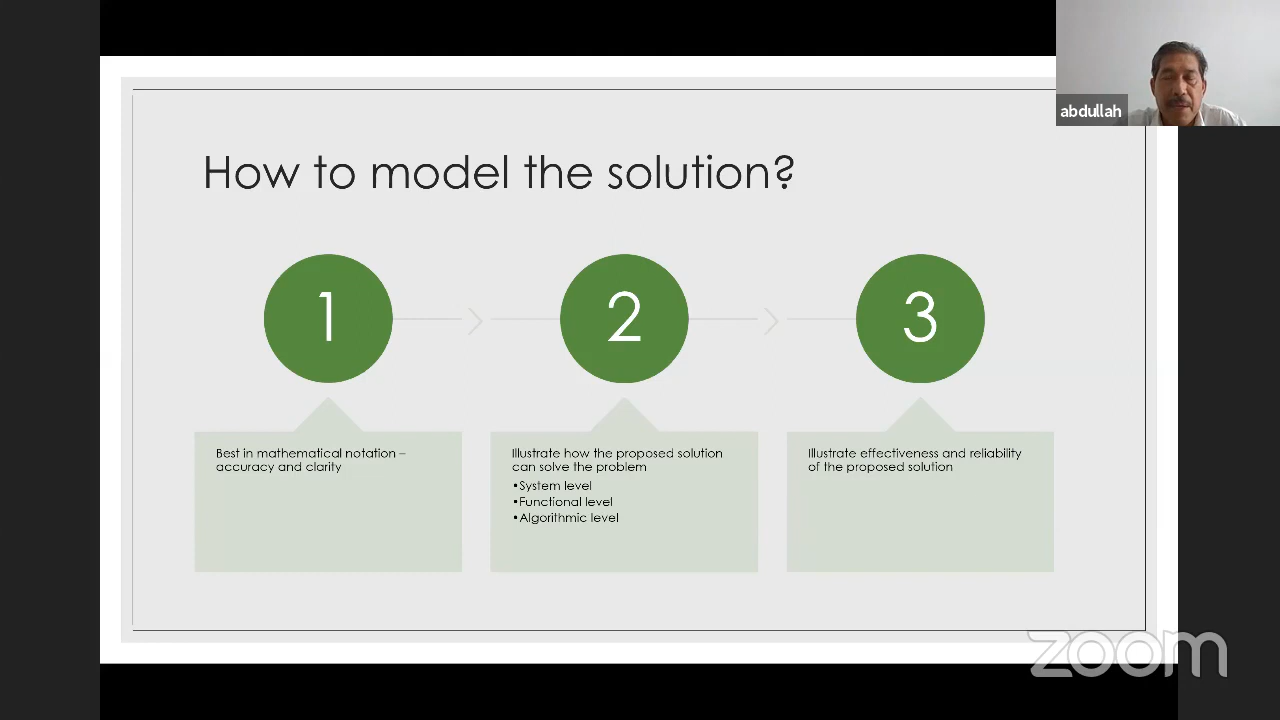 abdullah
How to model the solution?
1
2
3
Best in mathematical notation –
accuracy and clarity
Illustrate how the proposed solution
can solve the problem
•System level
•Functional level
•Algorithmic level
Illustrate effectiveness and reliability
of the proposed solution
zoom